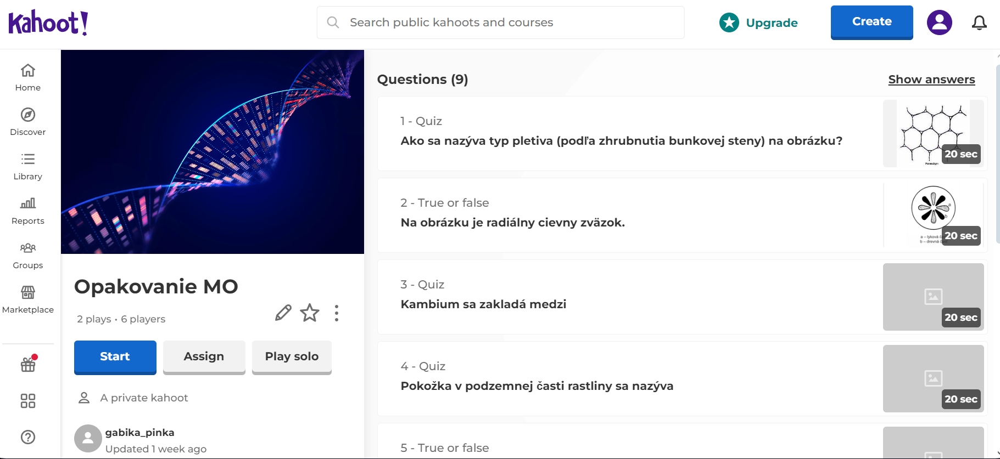 Kahoot!
Search public kahoots and courses
Upgrade
Create
Home
Discover
Library
Reports
Groups
Marketplace
Opakovanie MO
2 plays • 6 players
Start
Assign
Play solo
A private kahoot
gabika_pinka
Updated 1 week ago
Questions (9)
Show answers
1 - Quiz
Ako sa nazýva typ pletiva (podľa zhrubnutia bunkovej steny) na obrázku?
Parenchym
20 sec
2 - True or false
Na obrázku je radiálny cievny zväzok.
a
b
a – lyková
b – drevná
20 sec
3 - Quiz
Kambium sa zakladá medzi
20 sec
4 - Quiz
Pokožka v podzemnej časti rastliny sa nazýva
20 sec
5 - True or false